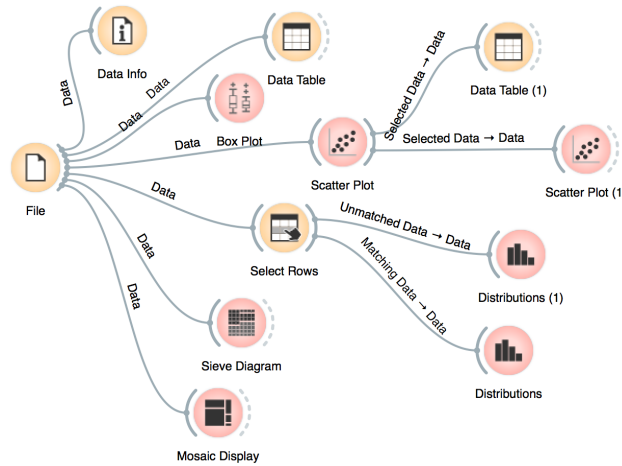 Data
Data Info
Data
Data Table
Data
Box Plot
Data
Scatter Plot
Selected Data → Data
Data Table (1)
Selected Data → Data
Scatter Plot (1
File
Data
Select Rows
Unmatched Data → Data
Distributions (1)
Matching Data → Data
Distributions
Data
Sieve Diagram
Data
Mosaic Display